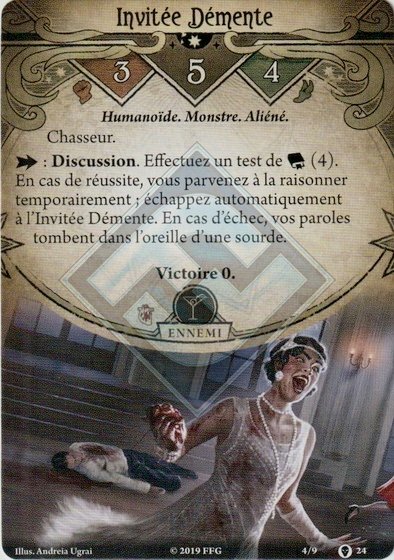 Invitée Démente
3 5 4
Humanoïde. Monstre. Aliéné.
Chasseur.
: Discussion. Effectuez un test de (4).
En cas de réussite, vous parvenez à la raisonner
temporairement ; échappez automatiquement
à l'Invitée Démente. En cas d'échec, vos paroles
tombent dans l'oreille d'une sourde.
Victoire 0.
ENNEMI
Illus. Andreia Ugrai © 2019 FFG 4/9 24